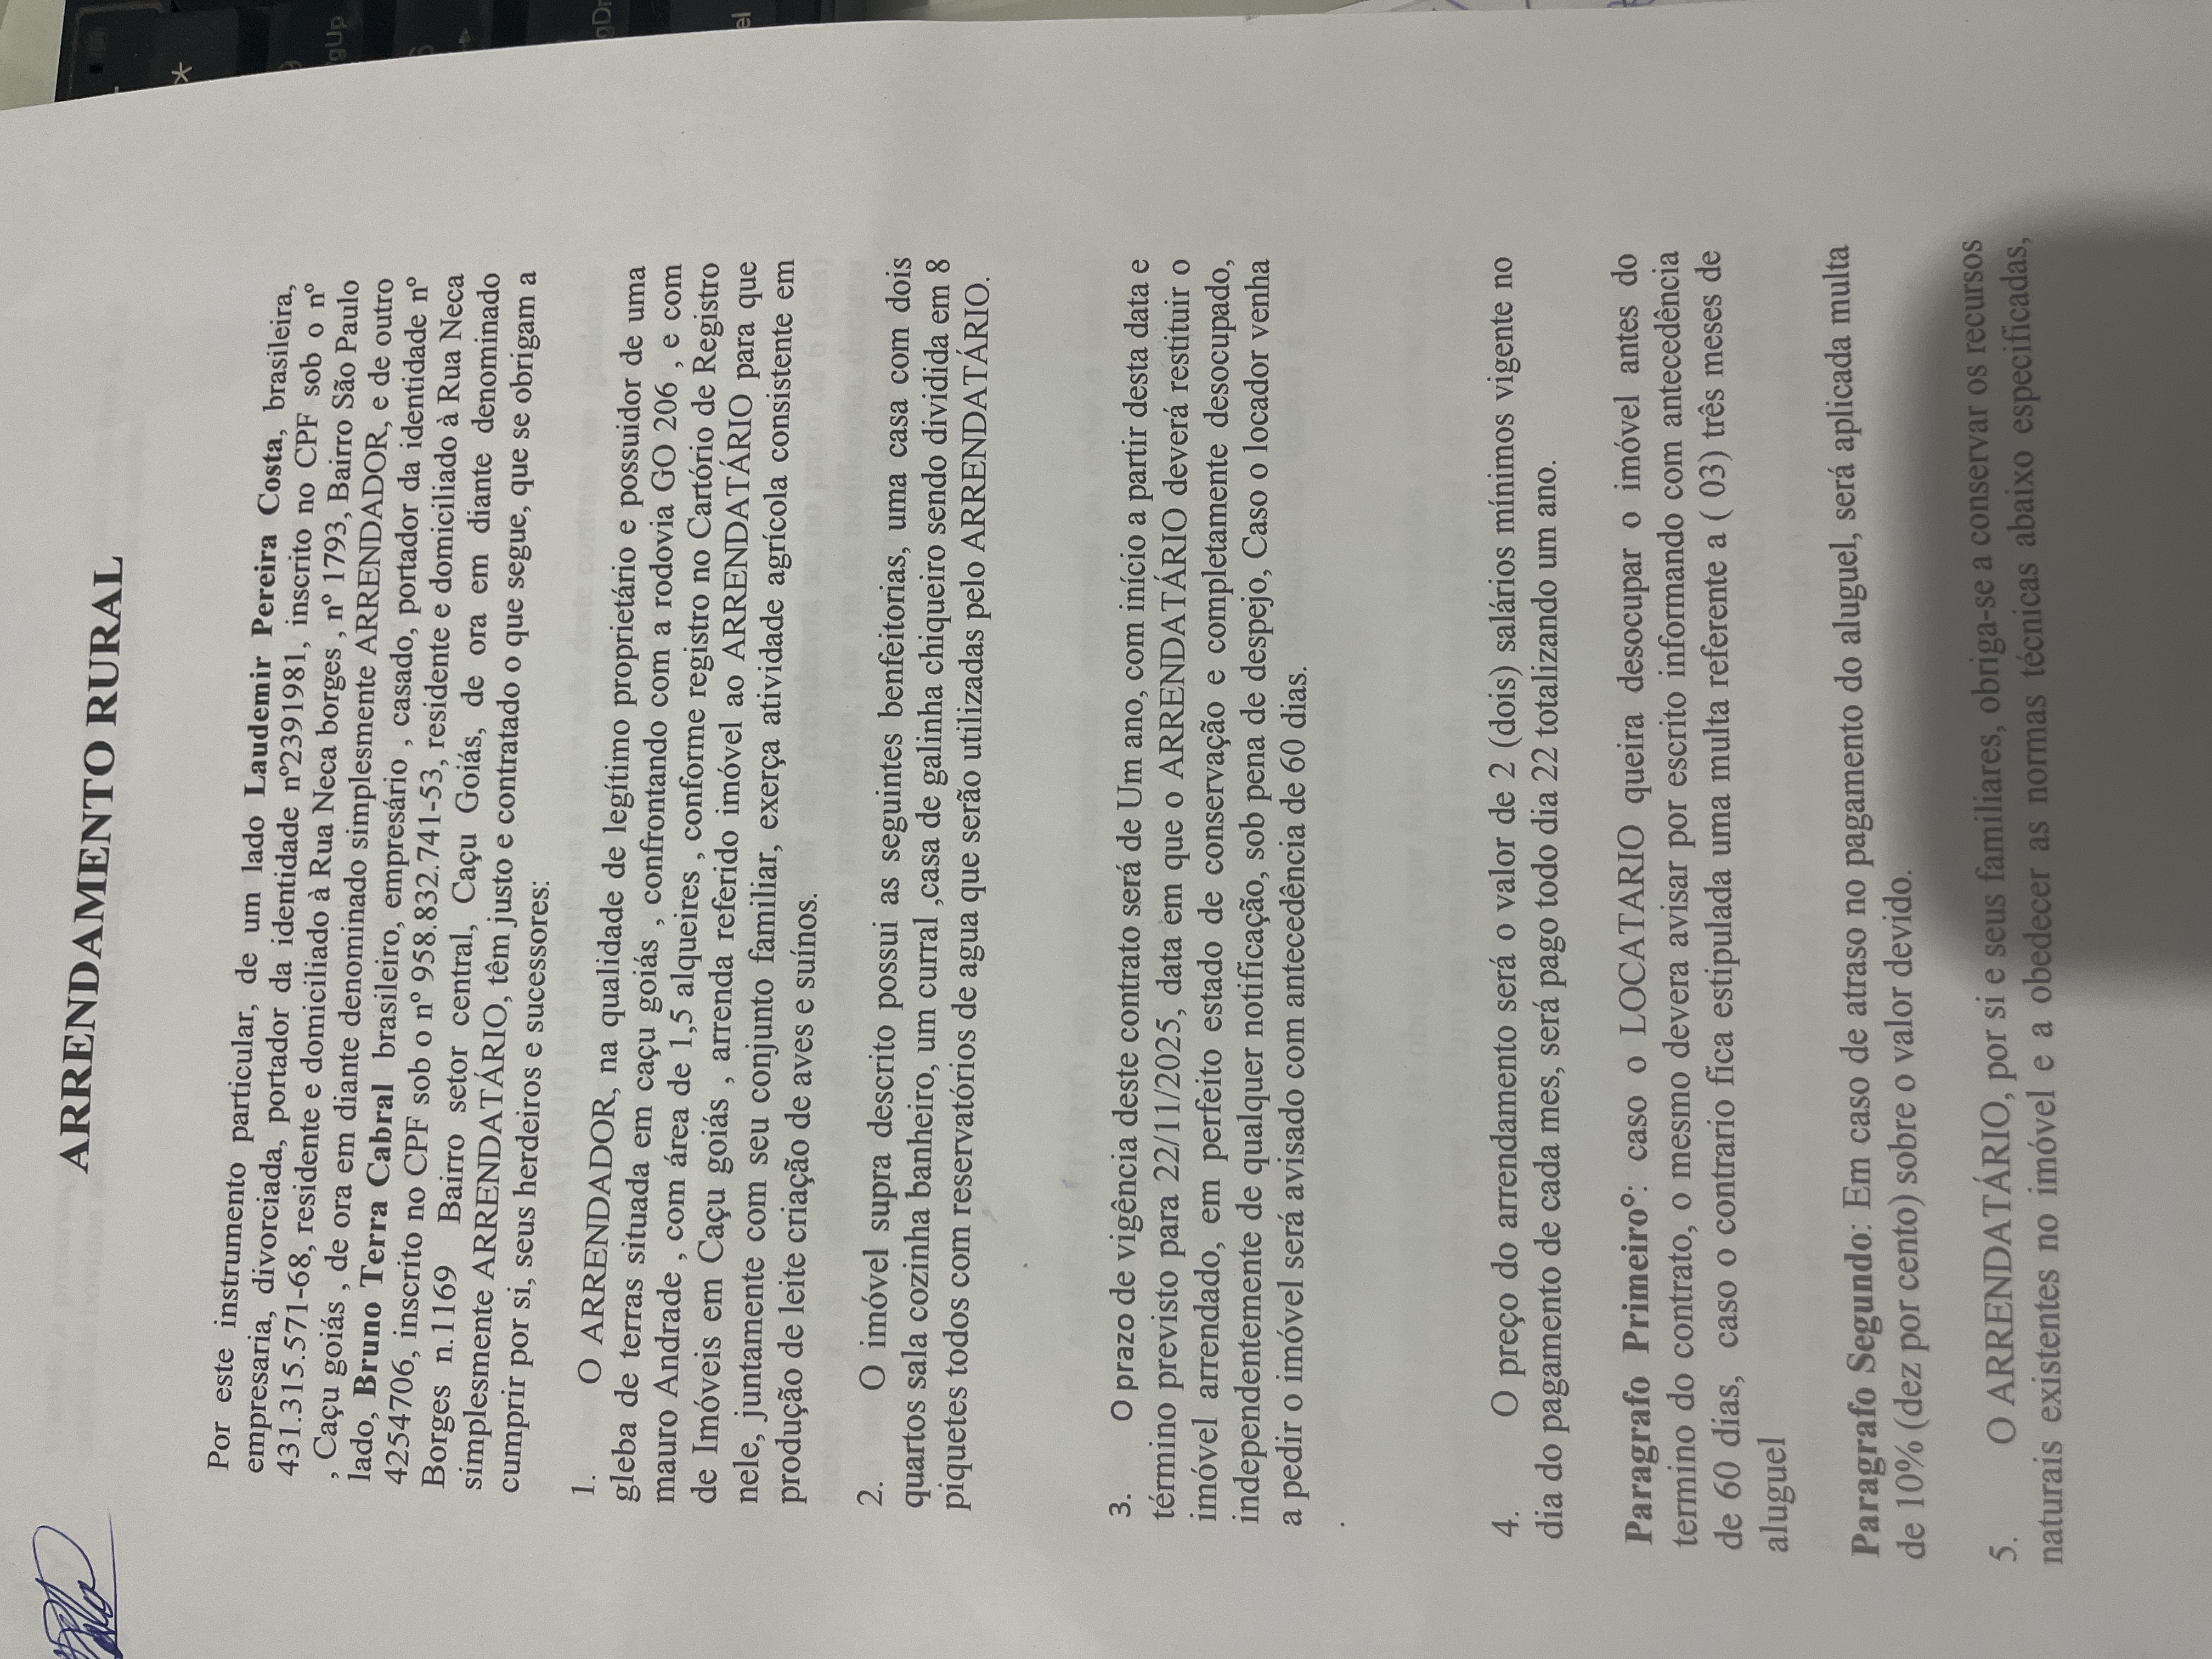 ARRENDAMENTO RURAL
Por este instrumento particular, de um lado Laudemir Pereira Costa, brasileira,
empresaria, divorciada, portador da identidade nº2391981, inscrito no CPF sob o nº
431.315.571-68, residente e domiciliado à Rua Neca borges , nº 1793, Bairro São Paulo
, Caçu goiás , de ora em diante denominado simplesmente ARRENDADOR, e de outro
lado, Bruno Terra Cabral brasileiro, empresário , casado, portador da identidade nº
4254706, inscrito no CPF sob o nº 958.832.741-53, residente e domiciliado à Rua Neca
Borges n.1169 Bairro setor central, Caçu Goiás, de ora em diante denominado
simplesmente ARRENDATÁRIO, têm justo e contratado o que segue, que se obrigam a
cumprir por si, seus herdeiros e sucessores:
1. O ARRENDADOR, na qualidade de legítimo proprietário e possuidor de uma
gleba de terras situada em caçu goiás , confrontando com a rodovia GO 206 , e com
mauro Andrade , com área de 1,5 alqueires , conforme registro no Cartório de Registro
de Imóveis em Caçu goiás , arrenda referido imóvel ao ARRENDATÁRIO para que
nele, juntamente com seu conjunto familiar, exerça atividade agrícola consistente em
produção de leite criação de aves e suínos.
2. O imóvel supra descrito possui as seguintes benfeitorias, uma casa com dois
quartos sala cozinha banheiro, um curral ,casa de galinha chiqueiro sendo dividida em 8
piquetes todos com reservatórios de agua que serão utilizadas pelo ARRENDATÁRIO.
3. O prazo de vigência deste contrato será de Um ano, com início a partir desta data e
término previsto para 22/11/2025, data em que o ARRENDATÁRIO deverá restituir o
imóvel arrendado, em perfeito estado de conservação e completamente desocupado,
independentemente de qualquer notificação, sob pena de despejo, Caso o locador venha
a pedir o imóvel será avisado com antecedência de 60 dias.
.
4. O preço do arrendamento será o valor de 2 (dois) salários mínimos vigente no
dia do pagamento de cada mes, será pago todo dia 22 totalizando um ano.
Paragrafo Primeiro°: caso o LOCATARIO queira desocupar o imóvel antes do
termino do contrato, o mesmo devera avisar por escrito informando com antecedência
de 60 dias, caso o contrario fica estipulada uma multa referente a ( 03) três meses de
aluguel
Paragrafo Segundo: Em caso de atraso no pagamento do aluguel, será aplicada multa
de 10% (dez por cento) sobre o valor devido.
5. O ARRENDATÁRIO, por si e seus familiares, obriga-se a conservar os recursos
naturais existentes no imóvel e a obedecer as normas técnicas abaixo especificadas,